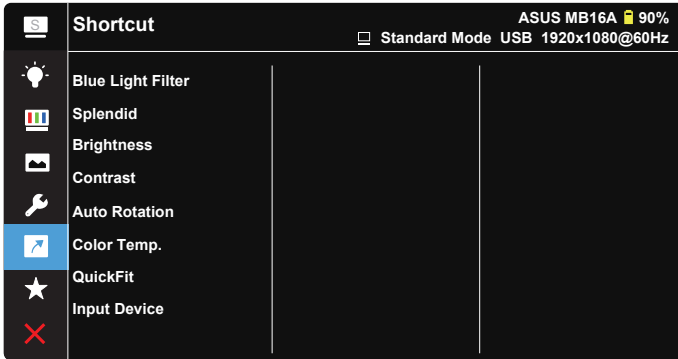 S
Shortcut
ASUS MB16A 90%
Standard Mode USB 1920x1080@60Hz
Blue Light Filter
Splendid
Brightness
Contrast
Auto Rotation
Color Temp.
QuickFit
Input Device